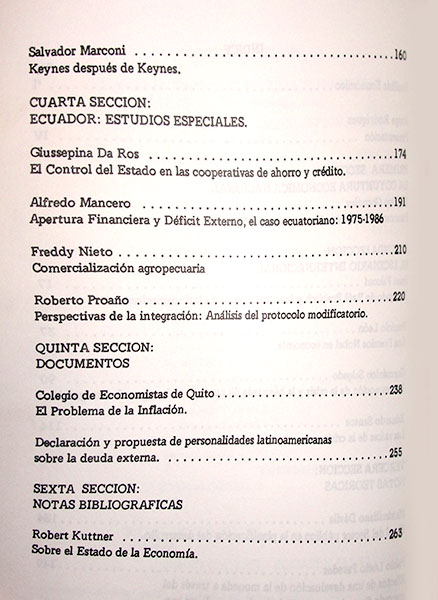 Salvador Marconi ........................................ 160
Keynes después de Keynes.
CUARTA SECCION:
ECUADOR: ESTUDIOS ESPECIALES.
Giussepina Da Ros ........................................ 174
El Control del Estado en las cooperativas de ahorro y crédito.
Alfredo Mancero ........................................ 191
Apertura Financiera y Déficit Externo, el caso ecuatoriano: 1975-1986
Freddy Nieto ........................................ 210
Comercialización agropecuaria
Roberto Proaño ........................................ 220
Perspectivas de la integración: Análisis del protocolo modificatorio.
QUINTA SECCION:
DOCUMENTOS
Colegio de Economistas de Quito ........................ 238
El Problema de la Inflación.
Declaración y propuesta de personalidades latinoamericanas
sobre la deuda externa. ................................ 255
SEXTA SECCION:
NOTAS BIBLIOGRAFICAS
Robert Kuttner ........................................ 263
Sobre el Estado de la Economía.